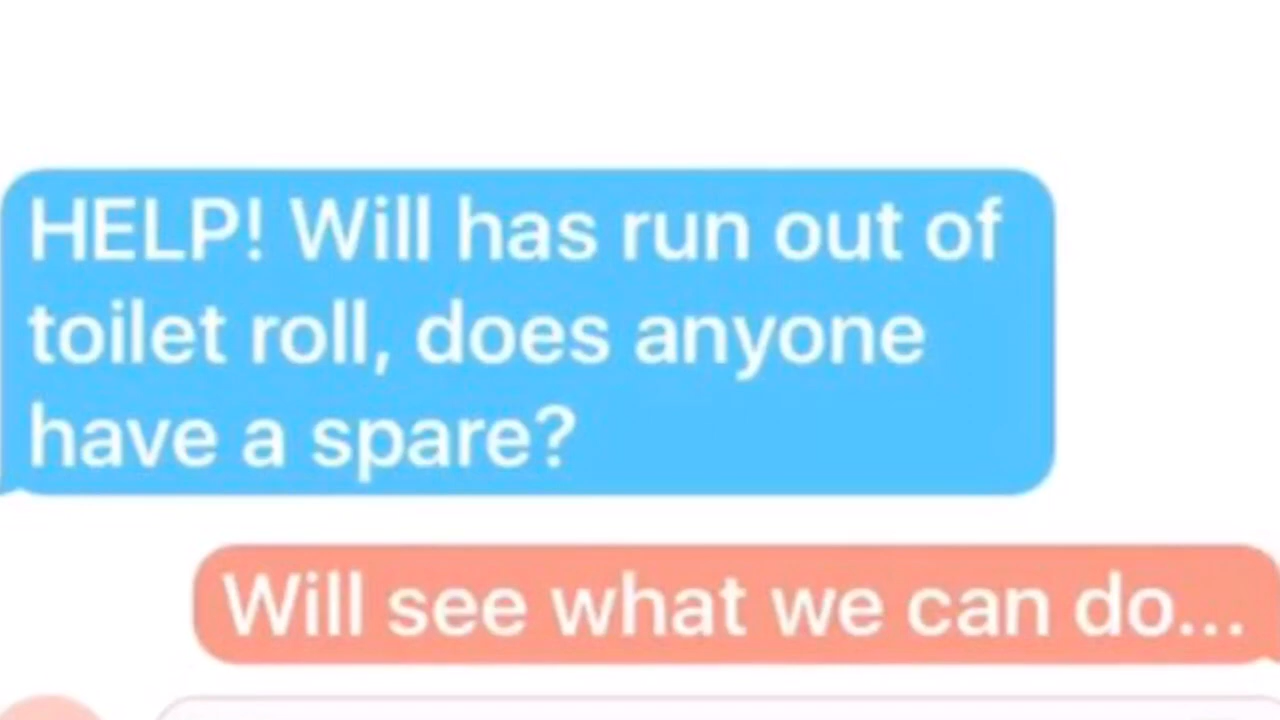 HELP! Will has run out of
toilet roll, does anyone
have a spare?
Will see what we can do...